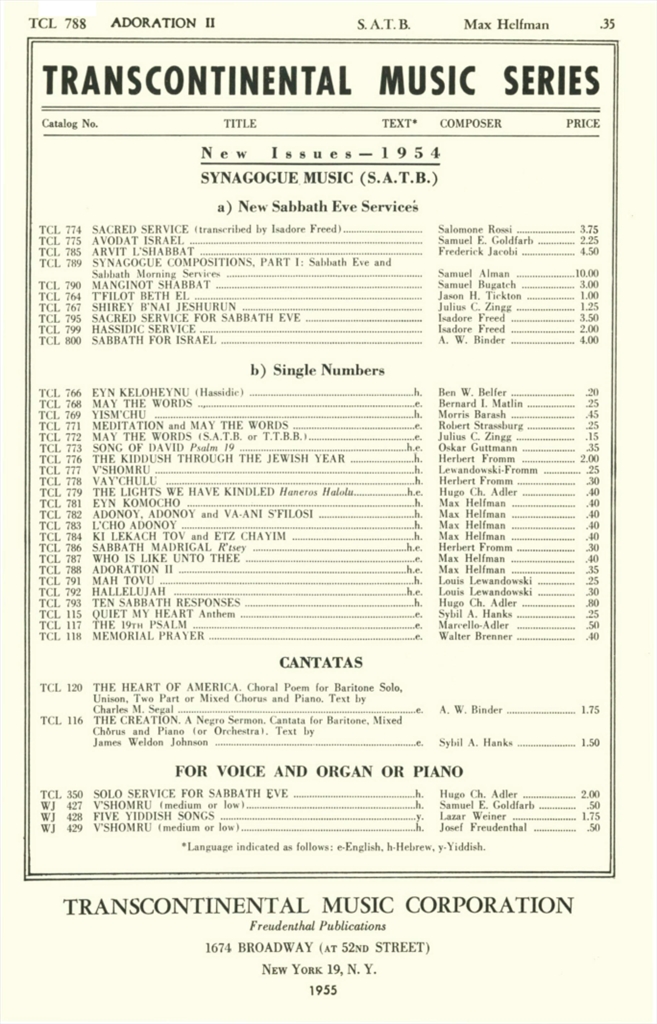 TCL 788 ADORATION II S.A.T.B. Max Helfman .35
TRANSCONTINENTAL MUSIC SERIES
Catalog No. TITLE TEXT* COMPOSER PRICE
New Issues—1954
SYNAGOGUE MUSIC (S.A.T.B.)
a) New Sabbath Eve Services
TCL 774 SACRED SERVICE (transcribed by Isadore Freed) Salomone Rossi 3.75
TCL 775 AVODAT ISRAEL Samuel E. Goldfarb 2.25
TCL 785 ARVIT L'SHABBAT Frederick Jacobi 4.50
TCL 789 SYNAGOGUE COMPOSITIONS, PART I: Sabbath Eve and
Sabbath Morning Services Samuel Alman 10.00
TCL 790 MANGINOT SHABBAT Samuel Bugatch 3.00
TCL 764 T'FILOT BETH EL Jason H. Tickton 1.00
TCL 767 SHIREY B'NAI JESHURUN Julius C. Zingg 1.25
TCL 795 SACRED SERVICE FOR SABBATH EVE Isadore Freed 3.50
TCL 799 HASSIDIC SERVICE Isadore Freed 2.00
TCL 800 SABBATH FOR ISRAEL A. W. Binder 4.00
b) Single Numbers
TCL 766 EYN KELOHEYNU (Hassidic) h. Ben W. Belfer .20
TCL 768 MAY THE WORDS e. Bernard I. Matlin .25
TCL 769 YISM'CHU h. Morris Barash .45
TCL 771 MEDITATION and MAY THE WORDS e. Robert Strassburg .25
TCL 772 MAY THE WORDS (S.A.T.B. or T.T.B.B.) e. Julius C. Zingg .15
TCL 773 SONG OF DAVID Psalm 19 h.e. Oskar Guttmann .35
TCL 776 THE KIDDUSH THROUGH THE JEWISH YEAR h. Herbert Fromm 2.00
TCL 777 V'SHOMRU h. Lewandowski-Fromm .25
TCL 778 VAY'CHULU h. Herbert Fromm .30
TCL 779 THE LIGHTS WE HAVE KINDLED Haneros Halolu h.e. Hugo Ch. Adler .40
TCL 781 EYN KOMOCHO h. Max Helfman .40
TCL 782 ADONOY, ADONOY and VA-ANI S'FILOSI h. Max Helfman .40
TCL 783 L'CHO ADONOY h. Max Helfman .40
TCL 784 KI LEKACH TOV and ETZ CHAYIM h. Max Helfman .40
TCL 786 SABBATH MADRIGAL R'tsey h.e. Herbert Fromm .30
TCL 787 WHO IS LIKE UNTO THEE e. Max Helfman .40
TCL 788 ADORATION II h.e. Max Helfman .35
TCL 791 MAH TOVU h. Louis Lewandowski .25
TCL 792 HALLELUJAH h.e. Louis Lewandowski .30
TCL 793 TEN SABBATH RESPONSES h. Hugo Ch. Adler .80
TCL 115 QUIET MY HEART Anthem e. Sybil A. Hanks .25
TCL 117 THE 19TH PSALM e. Marcello-Adler .50
TCL 118 MEMORIAL PRAYER e. Walter Brenner .40
CANTATAS
TCL 120 THE HEART OF AMERICA. Choral Poem for Baritone Solo,
Unison, Two Part or Mixed Chorus and Piano. Text by
Charles M. Segal e. A. W. Binder 1.75
TCL 116 THE CREATION. A Negro Sermon. Cantata for Baritone, Mixed
Chorus and Piano (or Orchestra). Text by
James Weldon Johnson e. Sybil A. Hanks 1.50
FOR VOICE AND ORGAN OR PIANO
TCL 350 SOLO SERVICE FOR SABBATH EVE h. Hugo Ch. Adler 2.00
WJ 427 V'SHOMRU (medium or low) h. Samuel E. Goldfarb .50
WJ 428 FIVE YIDDISH SONGS y. Lazar Weiner 1.75
WJ 429 V'SHOMRU (medium or low) h. Josef Freudenthal .50
*Language indicated as follows: e-English, h-Hebrew, y-Yiddish.
TRANSCONTINENTAL MUSIC CORPORATION
Freudenthal Publications
1674 BROADWAY (AT 52ND STREET)
NEW YORK 19, N. Y.
1955